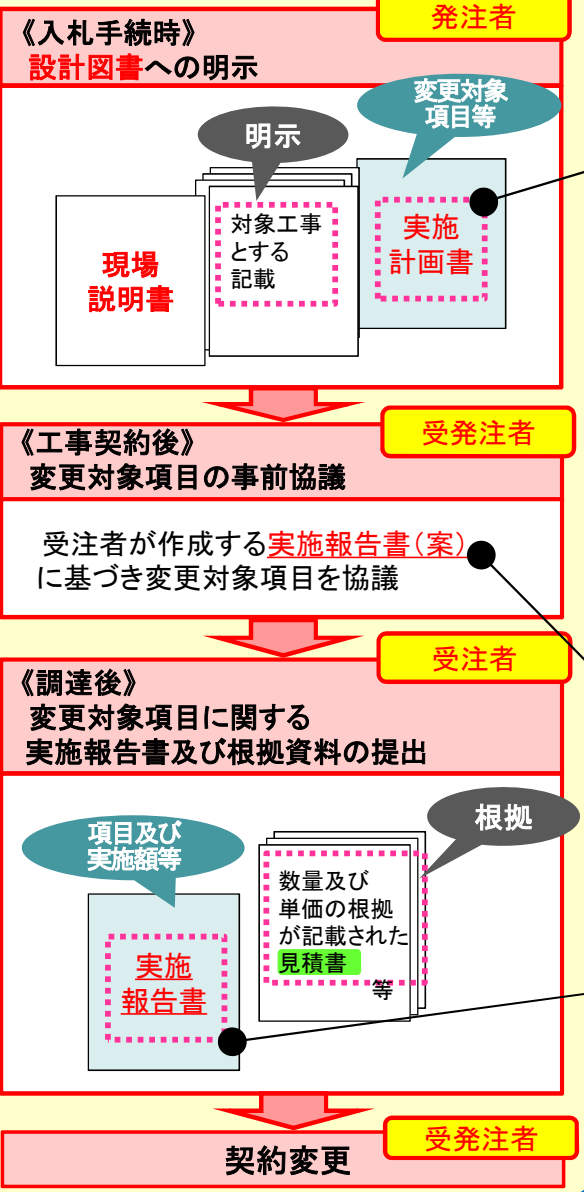 発注者
《入札手続時》
設計図書への明示
変更対象
項目等
明示
現場
説明書
対象工事
とする
記載
実施
計画書
受発注者
《工事契約後》
変更対象項目の事前協議
受注者が作成する実施報告書(案)
に基づき変更対象項目を協議
受注者
《調達後》
変更対象項目に関する
実施報告書及び根拠資料の提出
項目及び
実施額等
根拠
実施
報告書
数量及び
単価の根拠
が記載された
見積書
等
受発注者
契約変更